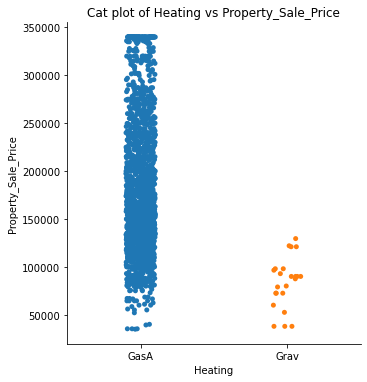 Cat plot of Heating vs Property_Sale_Price
350000
300000
250000
200000
150000
100000
50000
Property_Sale_Price
GasA
Grav
Heating